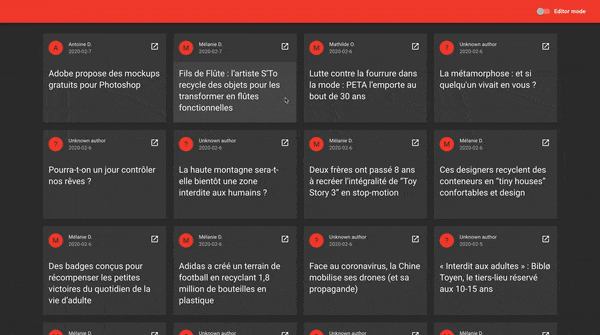 Editor mode
A
Antoine D.
2020-02-7
Adobe propose des mockups
gratuits pour Photoshop
M
Mélanie D.
2020-02-7
Fils de Flûte : l'artiste S'To
recycle des objets pour les
transformer en flûtes
fonctionnelles
M
Mathilde O.
2020-02-6
Lutte contre la fourrure dans
la mode : PETA l'emporte au
bout de 30 ans
?
Unknown author
2020-02-6
La métamorphose : et si
quelqu'un vivait en vous ?
?
Unknown author
2020-02-6
Pourra-t-on un jour contrôler
nos rêves ?
?
Unknown author
2020-02-6
La haute montagne sera-t-
elle bientôt une zone
interdite aux humains ?
M
Mélanie D.
2020-02-6
Deux frères ont passé 8 ans
à recréer l'intégralité de “Toy
Story 3” en stop-motion
M
Mélanie D.
2020-02-6
Ces designers recyclent des
conteneurs en “tiny houses”
confortables et design
M
Mélanie D.
2020-02-6
Des badges conçus pour
récompenser les petites
victoires du quotidien de la
vie d'adulte
M
Mélanie D.
2020-02-6
Adidas a créé un terrain de
football en recyclant 1,8
million de bouteilles en
plastique
?
Unknown author
2020-02-6
Face au coronavirus, la Chine
mobilise ses drones (et sa
propagande)
?
Unknown author
2020-02-5
« Interdit aux adultes » : Biblø
Toyen, le tiers-lieu réservé
aux 10-15 ans
Mélanie D.
Unknown author
Unknown author
Unknown author